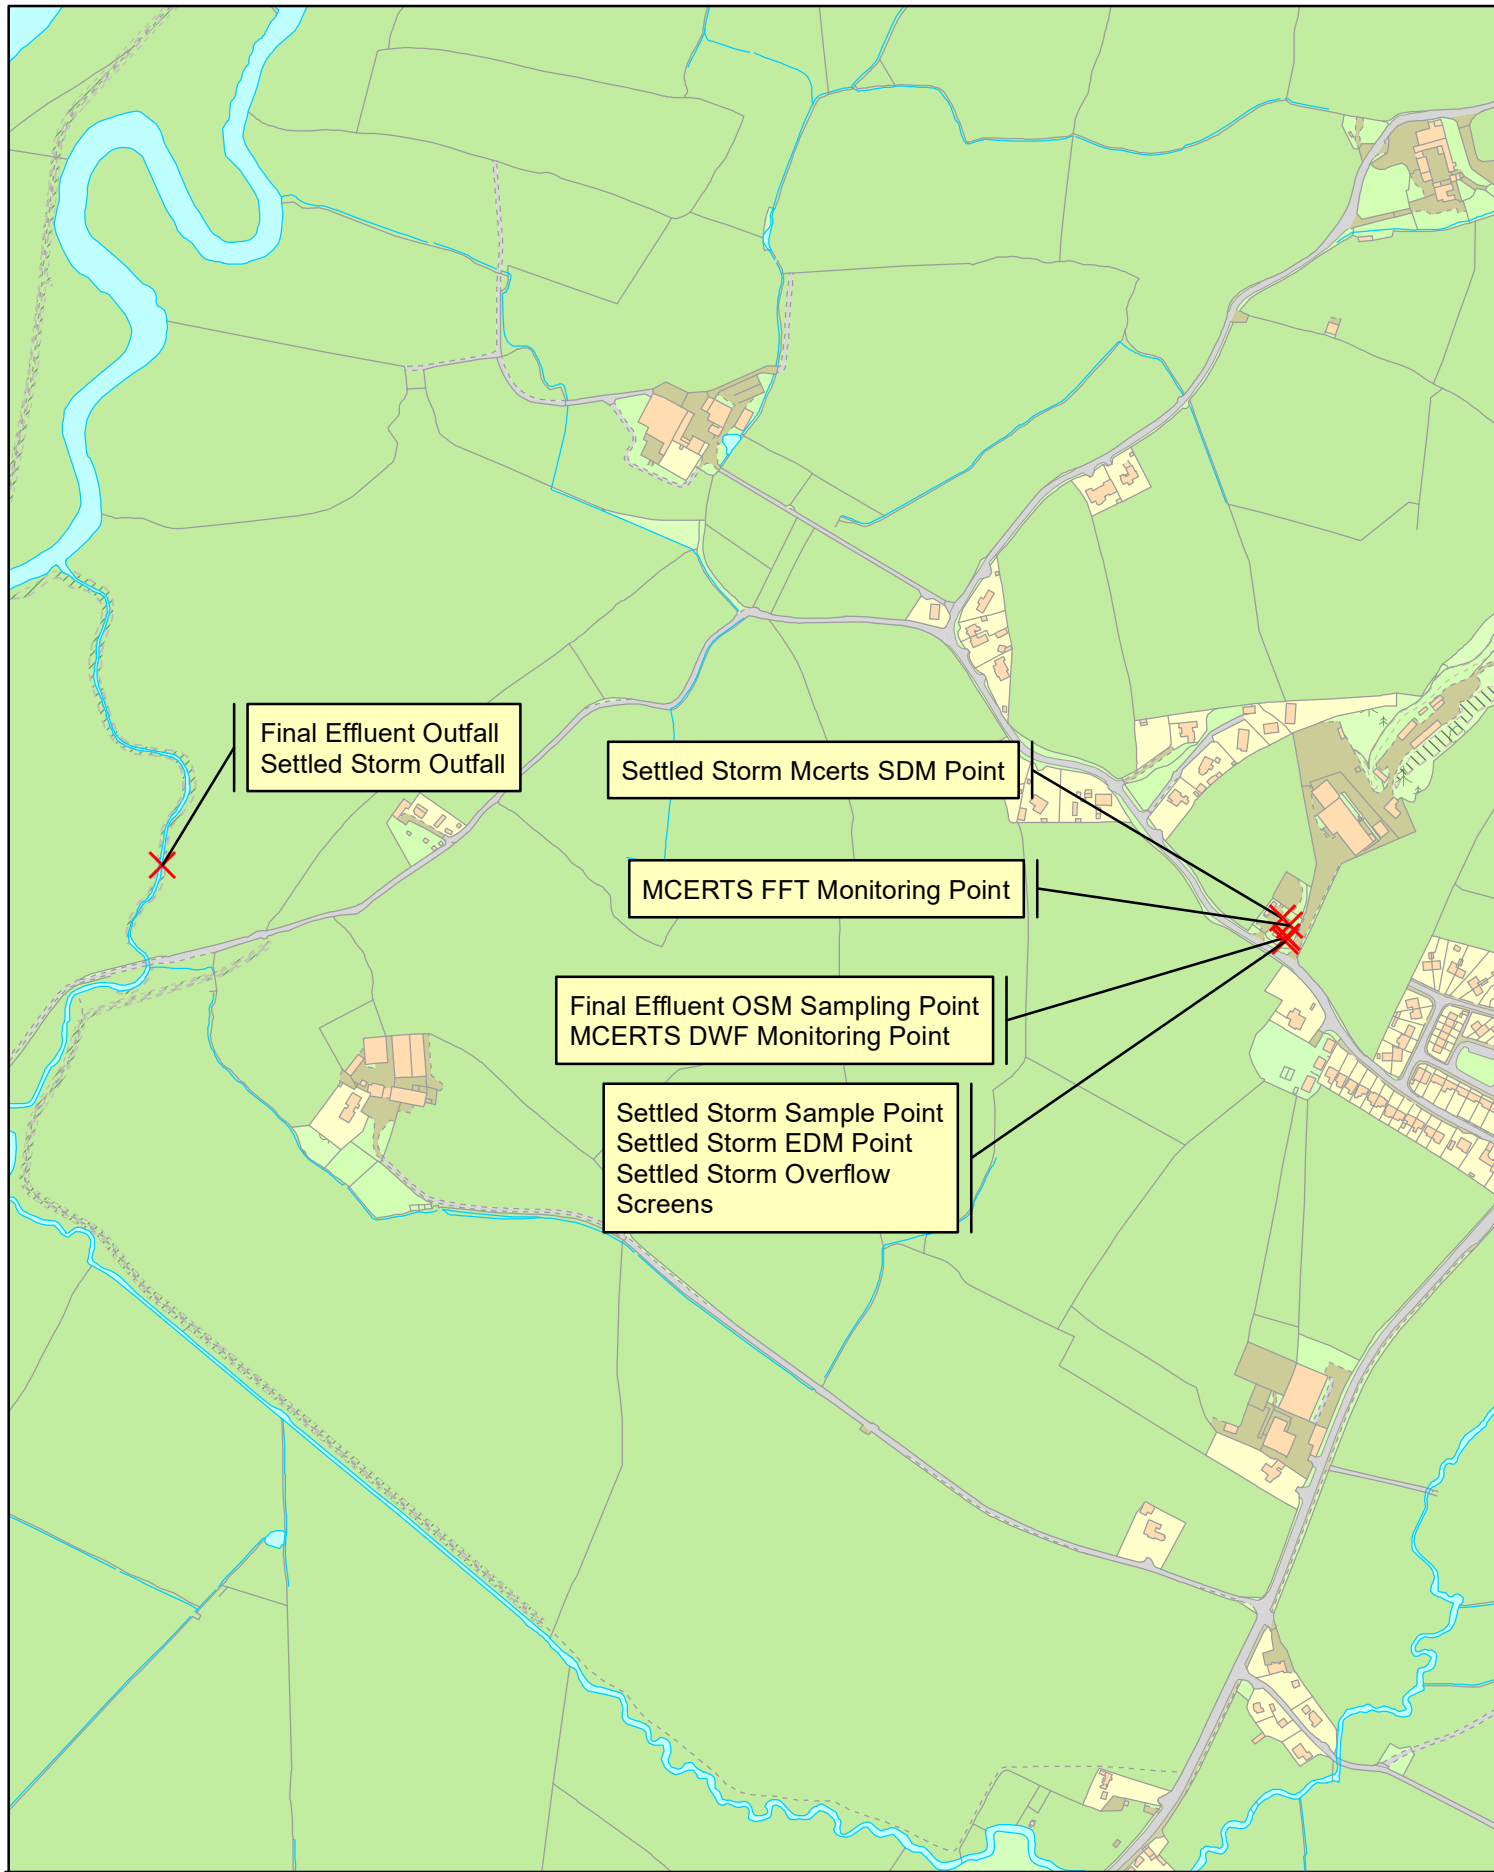 Final Effluent Outfall
Settled Storm Outfall
Settled Storm Mcerts SDM Point
MCERTS FFT Monitoring Point
Final Effluent OSM Sampling Point
MCERTS DWF Monitoring Point
Settled Storm Sample Point
Settled Storm EDM Point
Settled Storm Overflow
Screens